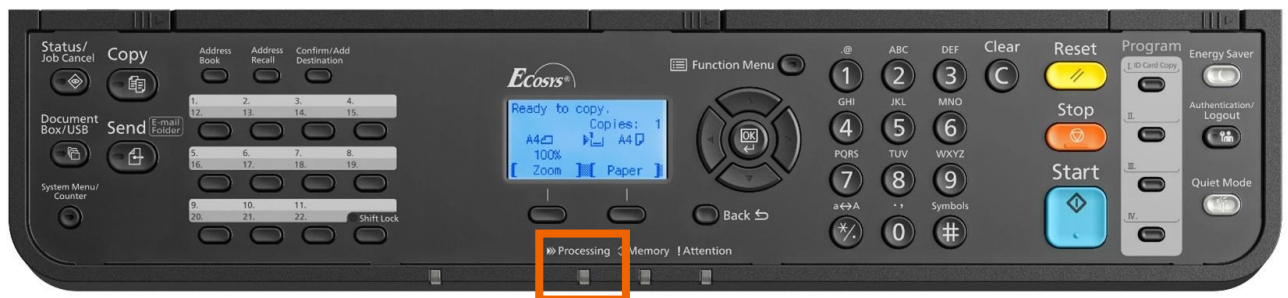 Status/
Job Cancel
Copy
Address
Book
Address
Recall
Confirm/Add
Destination
1. 2. 3. 4.
12. 13. 14. 15.
Document
Box/USB
Send
E-mail
Folder
5. 6. 7. 8.
16. 17. 18. 19.
System Menu/
Counter
9. 10. 11.
20. 21. 22. Shift Lock
ECOSYS®
Ready to copy.
Copies: 1
A4 A4
100%
[ Zoom ] [ Paper ]
Function Menu
OK
Back
Processing Memory ! Attention
.@ ABC DEF
1 2 3
GHI JKL MNO
4 5 6
PQRS TUV WXYZ
7 8 9
a↔A ., Symbols
*/. 0 #
Clear
C
Reset
Stop
Start
Program
I. ID Card Copy
II.
III.
IV.
Energy Saver
Authentication/
Logout
Quiet Mode